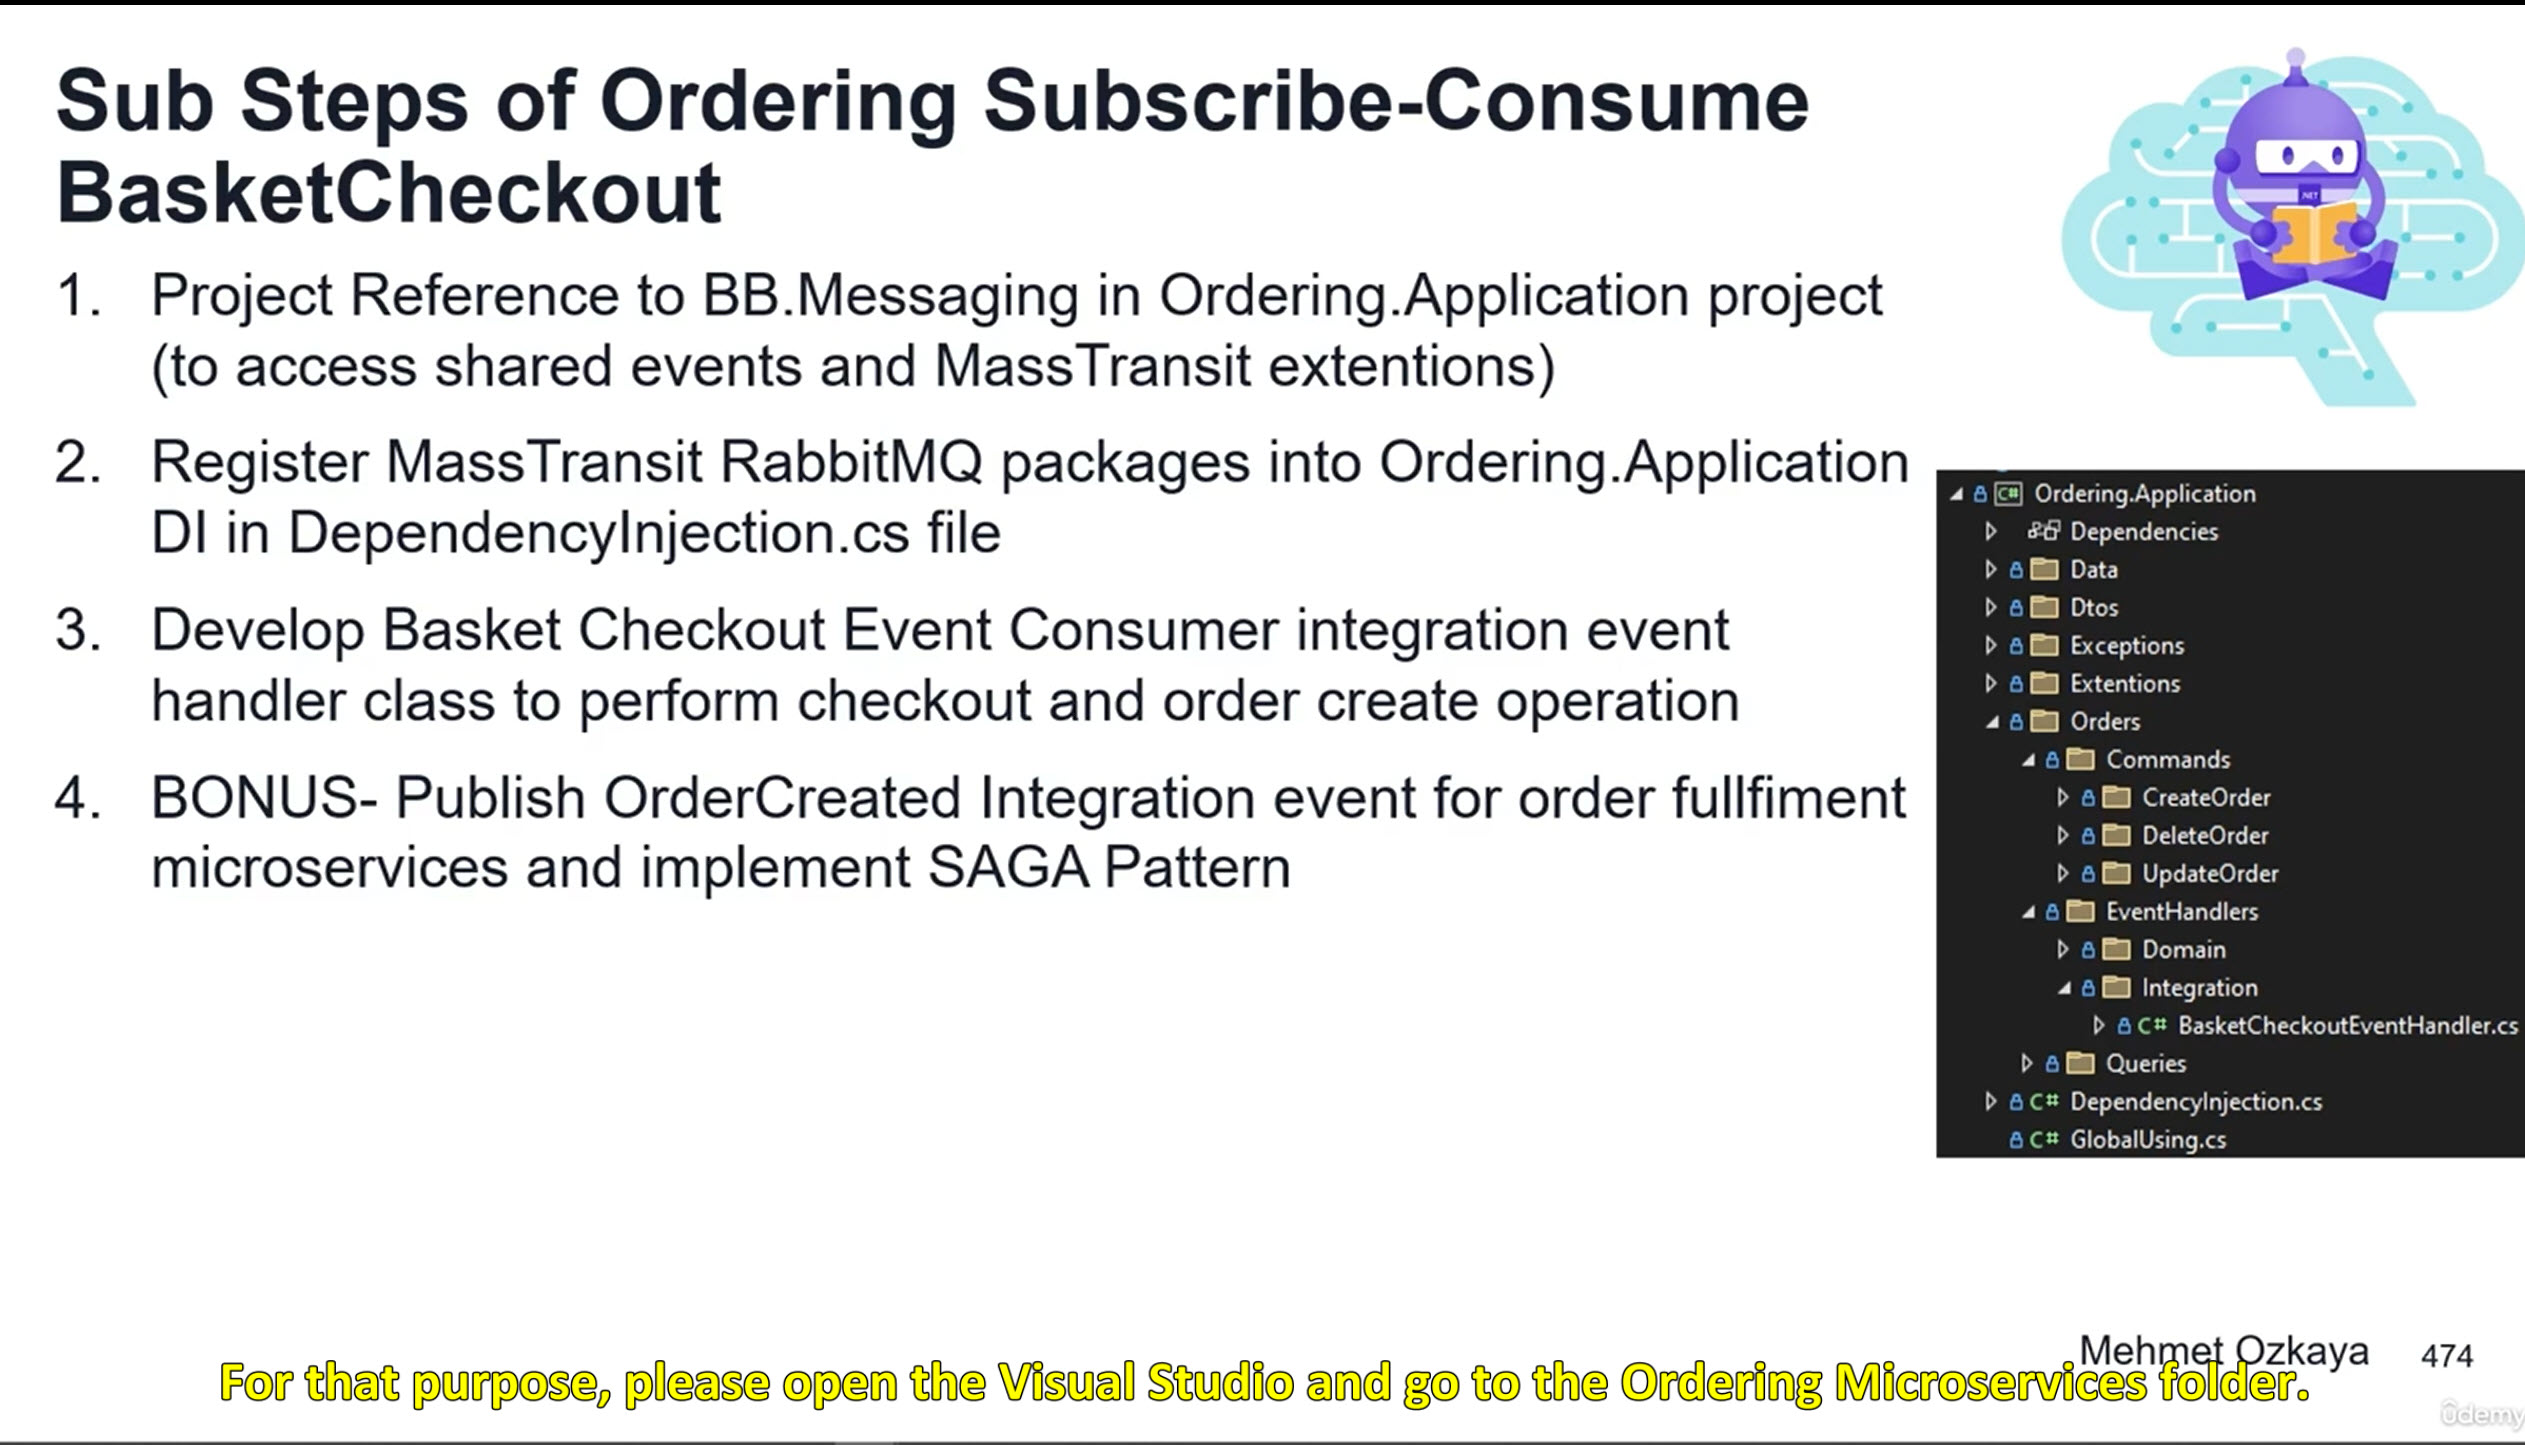 Sub Steps of Ordering Subscribe-Consume
BasketCheckout
1. Project Reference to BB.Messaging in Ordering.Application project
(to access shared events and MassTransit extentions)
2. Register MassTransit RabbitMQ packages into Ordering.Application
DI in DependencyInjection.cs file
3. Develop Basket Checkout Event Consumer integration event
handler class to perform checkout and order create operation
4. BONUS- Publish OrderCreated Integration event for order fullfiment
microservices and implement SAGA Pattern
.NET
C# Ordering.Application
Dependencies
Data
Dtos
Exceptions
Extentions
Orders
Commands
CreateOrder
DeleteOrder
UpdateOrder
EventHandlers
Domain
Integration
C# BasketCheckoutEventHandler.cs
Queries
C# DependencyInjection.cs
C# GlobalUsing.cs
Mehmet Ozkaya 474
For that purpose, please open the Visual Studio and go to the Ordering Microservices folder.
ûdemy